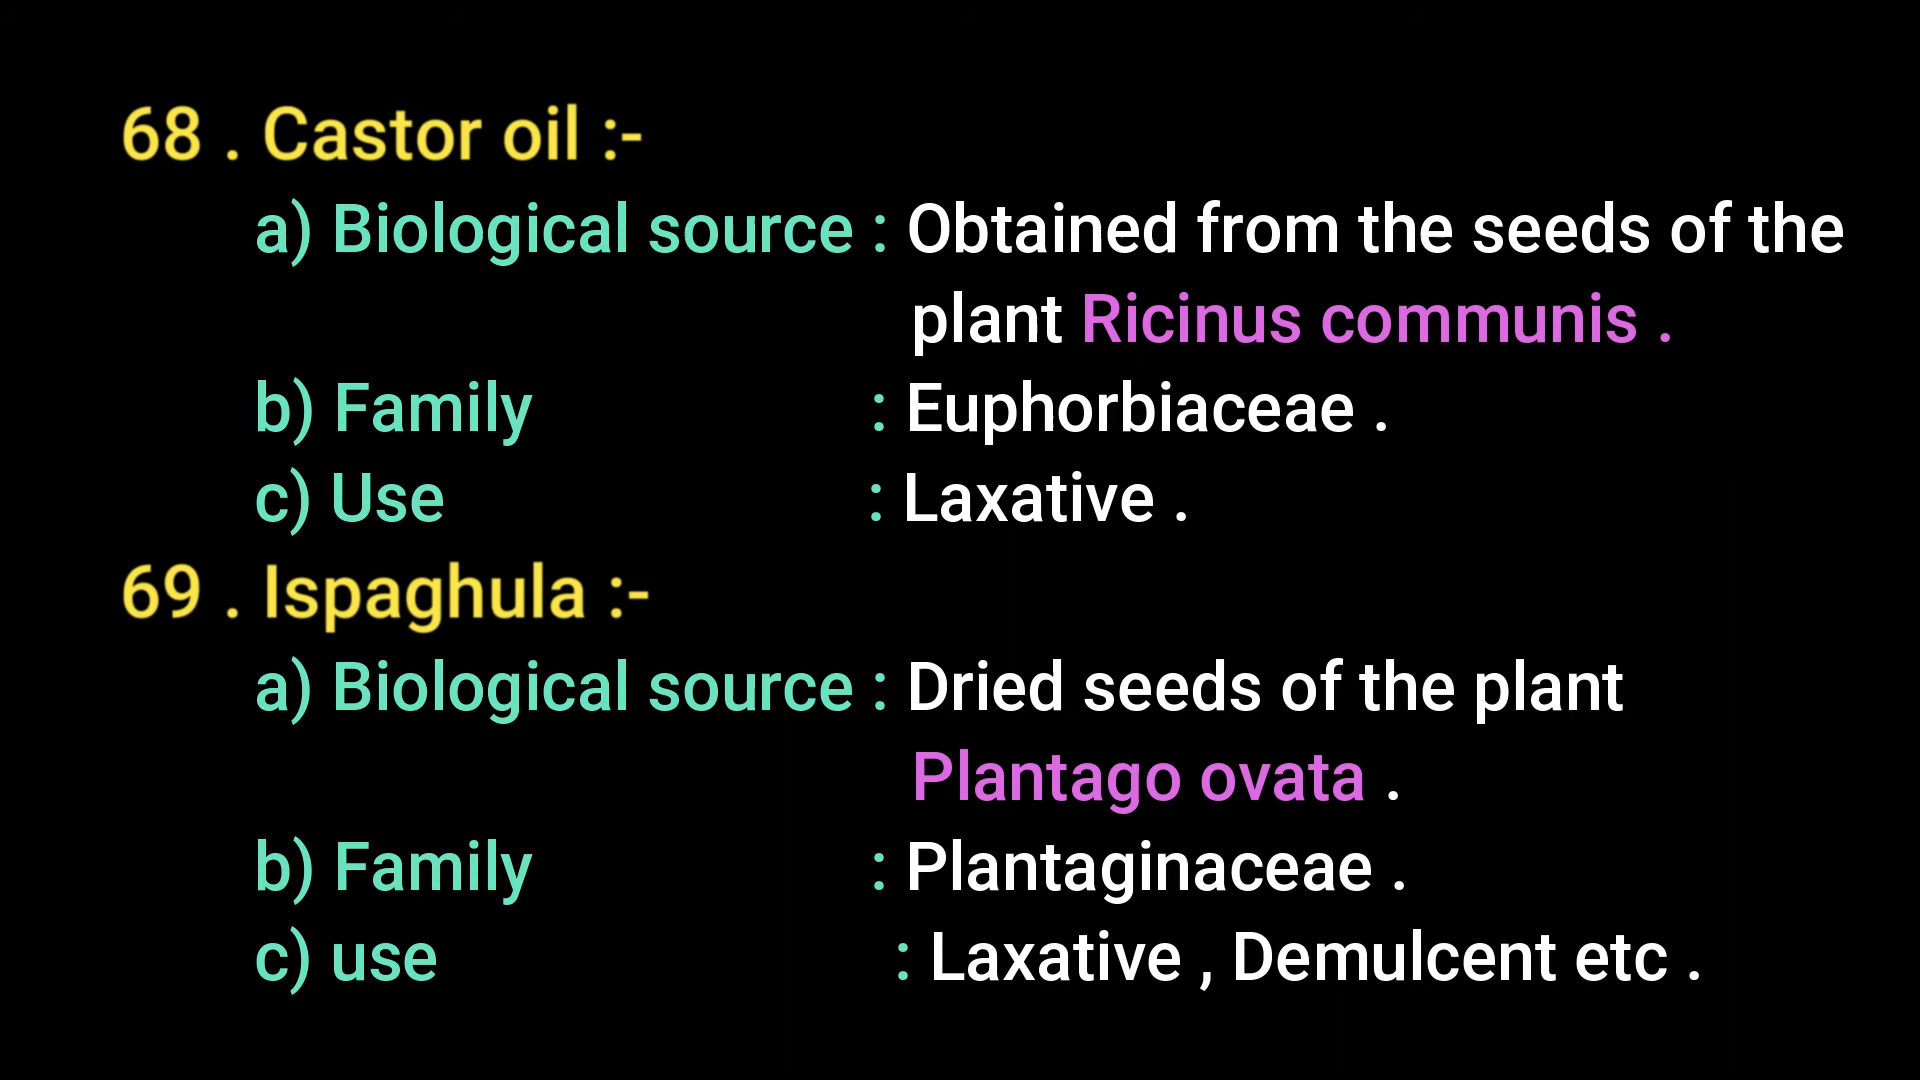 68 . Castor oil :-
a) Biological source : Obtained from the seeds of the
plant Ricinus communis .
b) Family : Euphorbiaceae .
c) Use : Laxative .
69 . Ispaghula :-
a) Biological source : Dried seeds of the plant
Plantago ovata .
b) Family : Plantaginaceae .
c) use : Laxative , Demulcent etc .